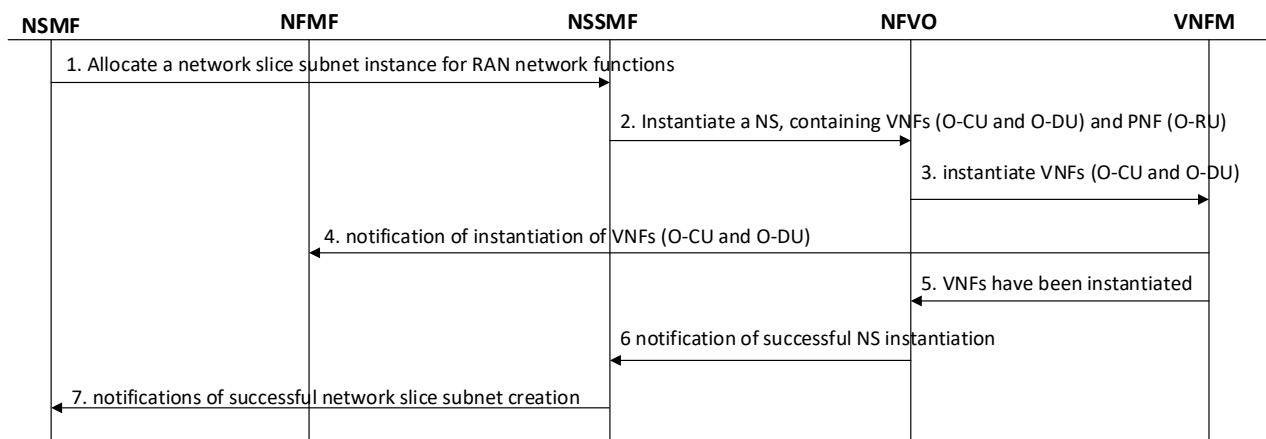 NSMF NFMF NSSMF NFVO VNFM
1. Allocate a network slice subnet instance for RAN network functions
2. Instantiate a NS, containing VNFs (O-CU and O-DU) and PNF (O-RU)
3. instantiate VNFs (O-CU and O-DU)
4. notification of instantiation of VNFs (O-CU and O-DU)
5. VNFs have been instantiated
6 notification of successful NS instantiation
7. notifications of successful network slice subnet creation